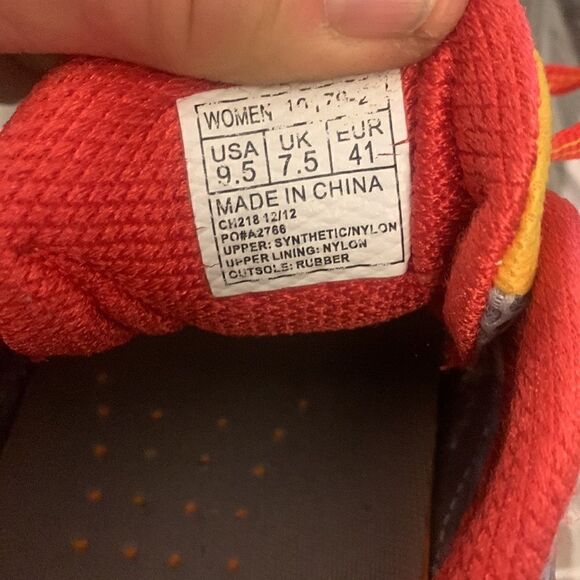 WOMEN
USA UK EUR
9.5 7.5 41
MADE IN CHINA
CH218 12/12
PO#A2766
UPPER: SYNTHETIC/NYLON
UPPER LINING: NYLON
OUTSOLE: RUBBER